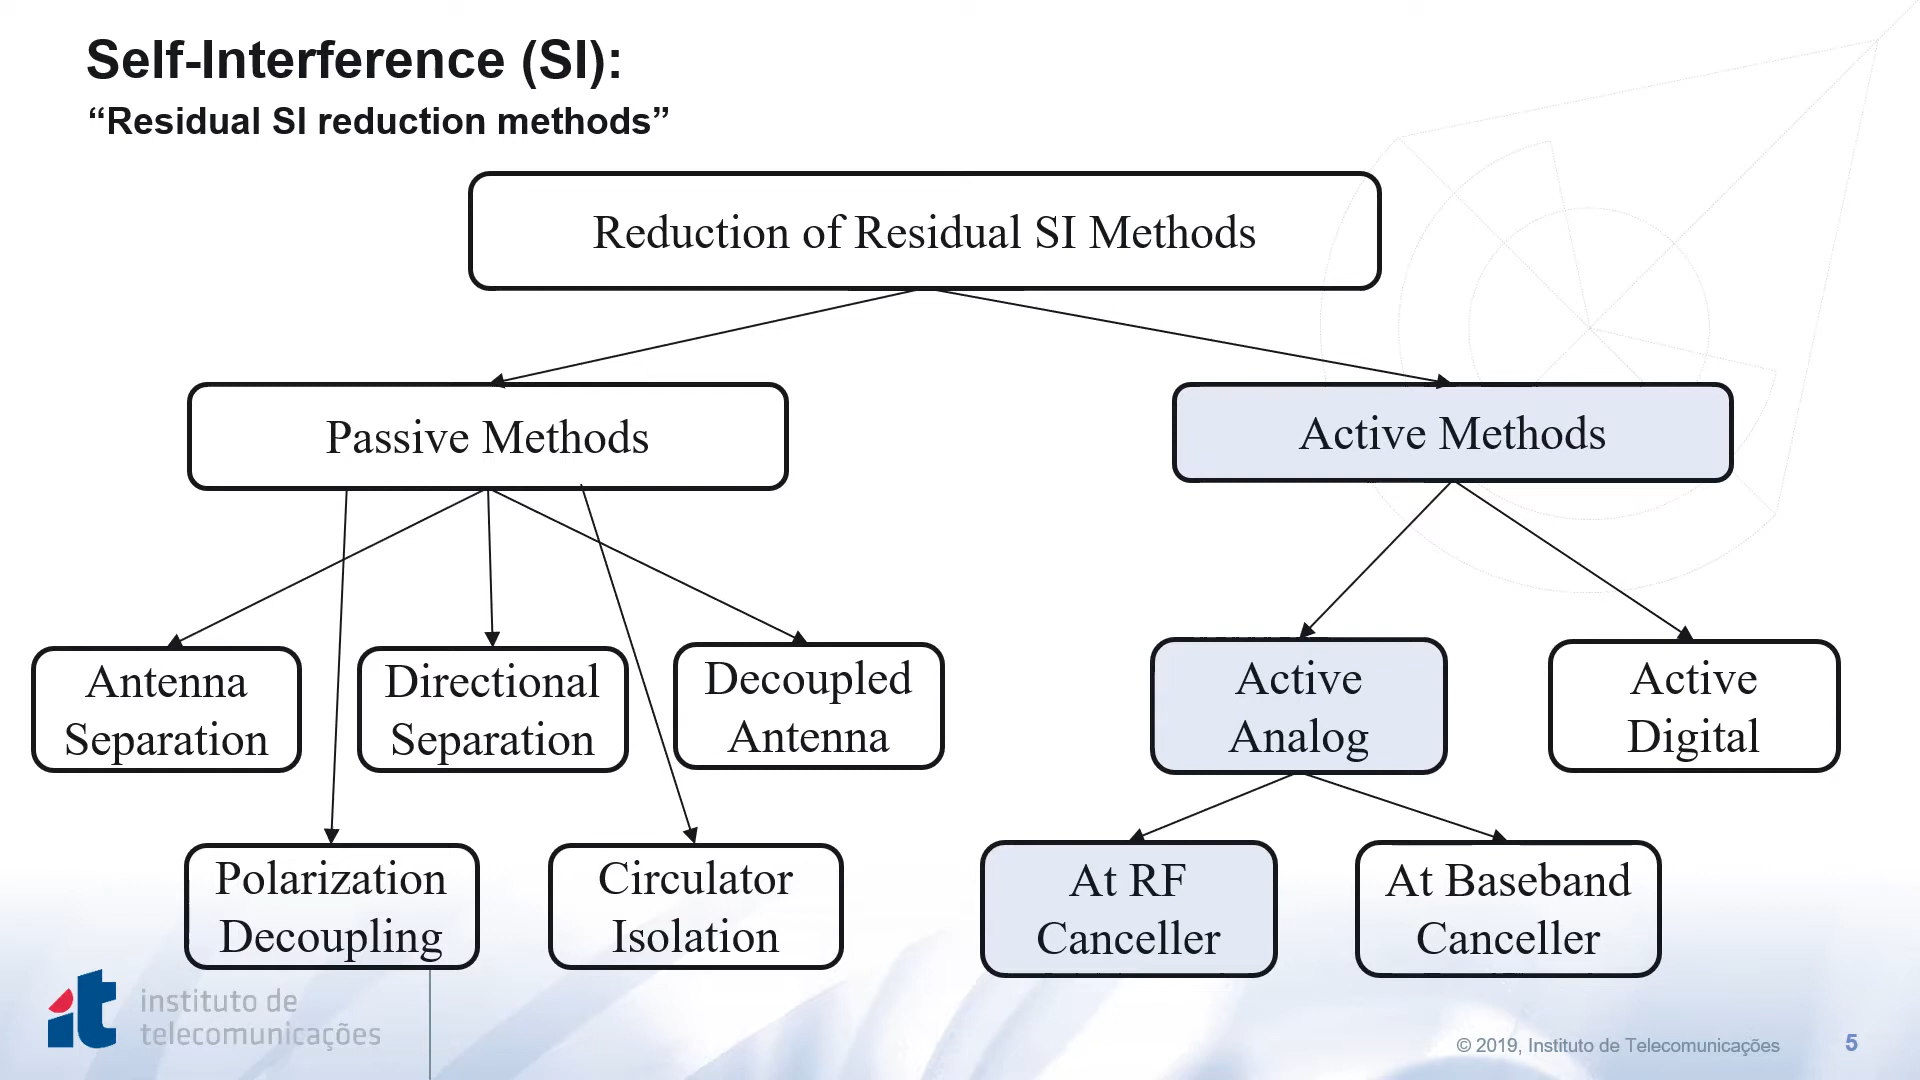 Self-Interference (SI):
“Residual SI reduction methods”
Reduction of Residual SI Methods
Passive Methods
Active Methods
Antenna
Separation
Directional
Separation
Decoupled
Antenna
Active
Analog
Active
Digital
Polarization
Decoupling
Circulator
Isolation
At RF
Canceller
At Baseband
Canceller
it
instituto de
telecomunicações
© 2019, Instituto de Telecomunicações
5